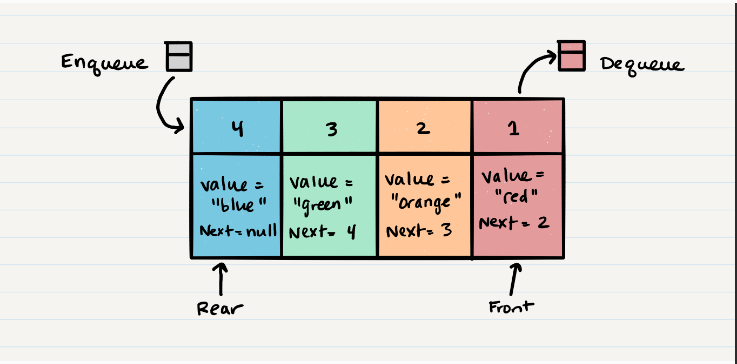 Enqueue
Dequeue
4 3 2 1
value =
"blue"
Next=null
value =
"green"
Next= 4
value =
"orange"
Next= 3
value =
"red"
Next= 2
Rear
Front